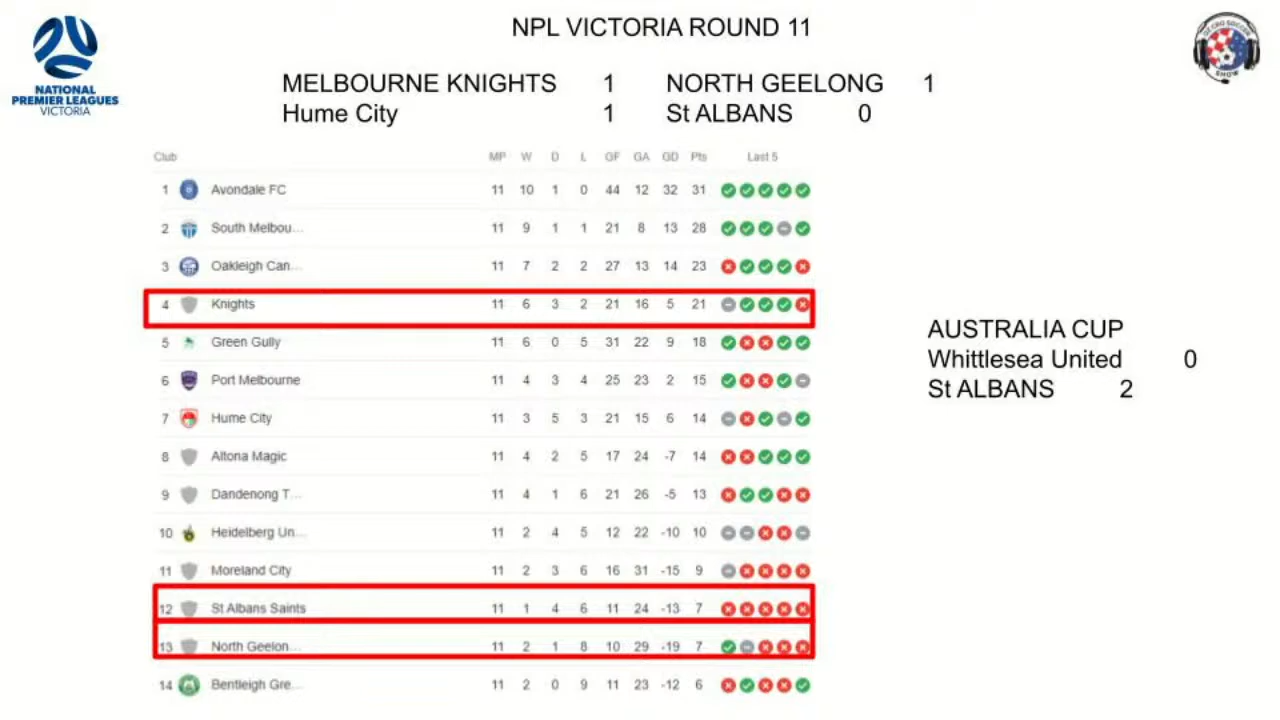 NPL VICTORIA ROUND 11
NATIONAL
PREMIER LEAGUES
VICTORIA
SHOW
MELBOURNE KNIGHTS 1 NORTH GEELONG 1
Hume City 1 St ALBANS 0
Club MP W D L GF GA GD Pts Last 5
1 Avondale FC 11 10 1 0 44 12 32 31
2 South Melbou... 11 9 1 1 21 8 13 28
3 Oakleigh Can... 11 7 2 2 27 13 14 23
4 Knights 11 6 3 2 21 16 5 21
5 Green Gully 11 6 0 5 31 22 9 18
6 Port Melbourne 11 4 3 4 25 23 2 15
7 Hume City 11 3 5 3 21 15 6 14
8 Altona Magic 11 4 2 5 17 24 -7 14
9 Dandenong T... 11 4 1 6 21 26 -5 13
10 Heidelberg Un... 11 2 4 5 12 22 -10 10
11 Moreland City 11 2 3 6 16 31 -15 9
12 St Albans Saints 11 1 4 6 11 24 -13 7
13 North Geelon... 11 2 1 8 10 29 -19 7
14 Bentleigh Gre... 11 2 0 9 11 23 -12 6
AUSTRALIA CUP
Whittlesea United 0
St ALBANS 2